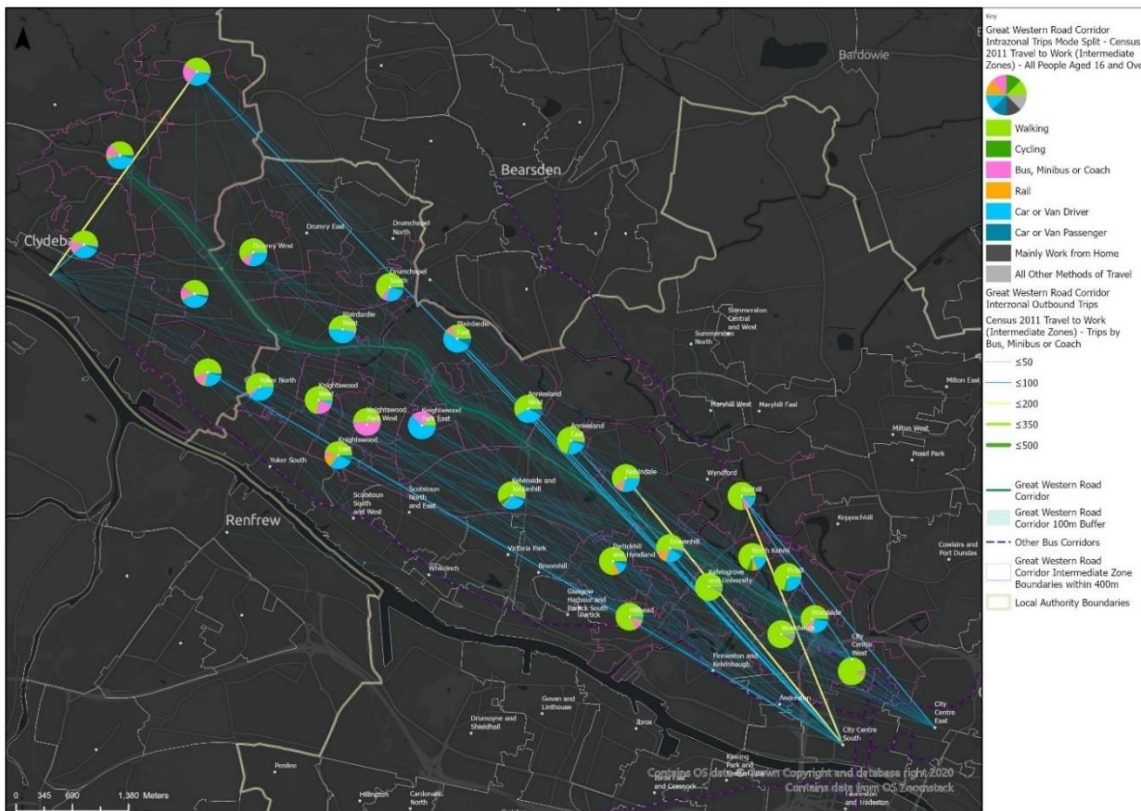 Bardowie
Bearsden
Clydeba
Drumry East
Drumchapel
North
Drumry West
Drumchapel
Blairdardie
West
Blairdardie
East
Summerston
Central
and West
Summerston
North
Milton East
Maryhill West
Maryhill East
Milton West
Possil Park
Yoker North
Knightswood
West
Knightswood
Park West
Knightswood
Park East
Knightswood
East
Anniesland
West
Anniesland
East
Yoker South
Kelvindale
Wyndford
Ruchill
Keppochhill
Scotstoun
South
and West
Scotstoun
North
and East
Kelvinside and
Jordanhill
Cowlairs and
Port Dundas
Renfrew
Victoria Park
Whiteinch
Broomhill
Partickhill
and Hyndland
Dowanhill
North Kelvin
Firhill
Kelvingrove
and University
Glasgow
Harbour and
Partick South
Partick
Hillhead
Woodside
Woodlands
City
Centre
West
Finnieston and
Kelvinhaugh
Anderston
City
Centre
East
City Centre
South
Govan and
Linthouse
Drumoyne and
Shieldhall
Ibrox
Penilee
Hillington
Cardonald
North
Contains OS data © Crown Copyright and database right 2020
Contains data from OS Zoomstack
0 345 690 1,380 Meters
Key
Great Western Road Corridor
Intrazonal Trips Mode Split - Census
2011 Travel to Work (Intermediate
Zones) - All People Aged 16 and Ove
Walking
Cycling
Bus, Minibus or Coach
Rail
Car or Van Driver
Car or Van Passenger
Mainly Work from Home
All Other Methods of Travel
Great Western Road Corridor
Interzonal Outbound Trips
Census 2011 Travel to Work
(Intermediate Zones) - Trips by
Bus, Minibus or Coach
≤50
≤100
≤200
≤350
≤500
Great Western Road
Corridor
Great Western Road
Corridor 100m Buffer
Other Bus Corridors
Great Western Road
Corridor Intermediate Zone
Boundaries within 400m
Local Authority Boundaries